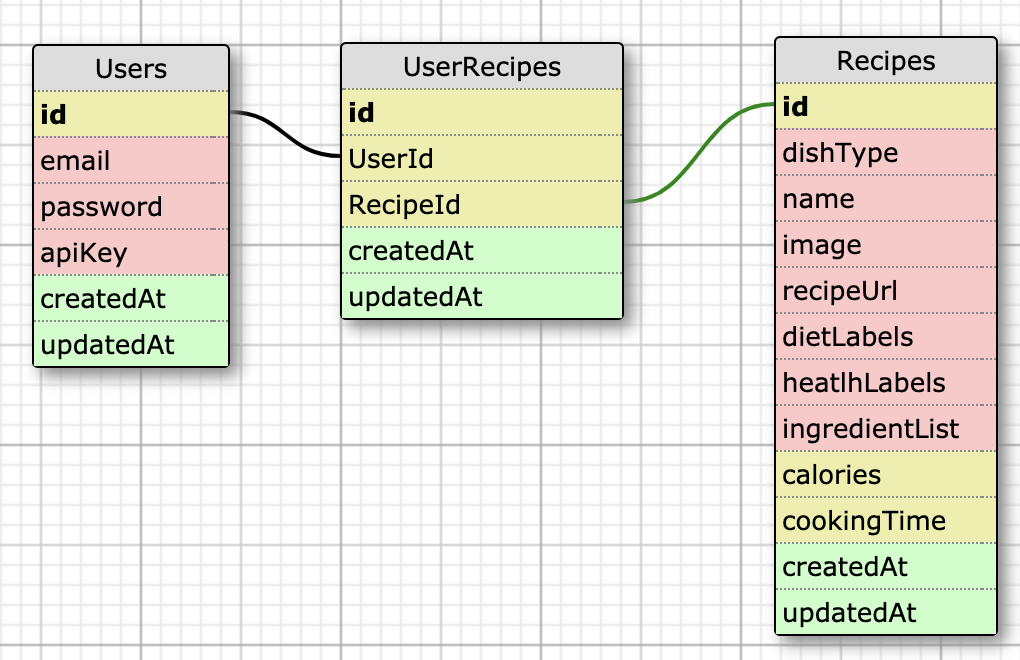 Users
id
email
password
apiKey
createdAt
updatedAt
UserRecipes
id
UserId
RecipeId
createdAt
updatedAt
Recipes
id
dishType
name
image
recipeUrl
dietLabels
heatlhLabels
ingredientList
calories
cookingTime
createdAt
updatedAt